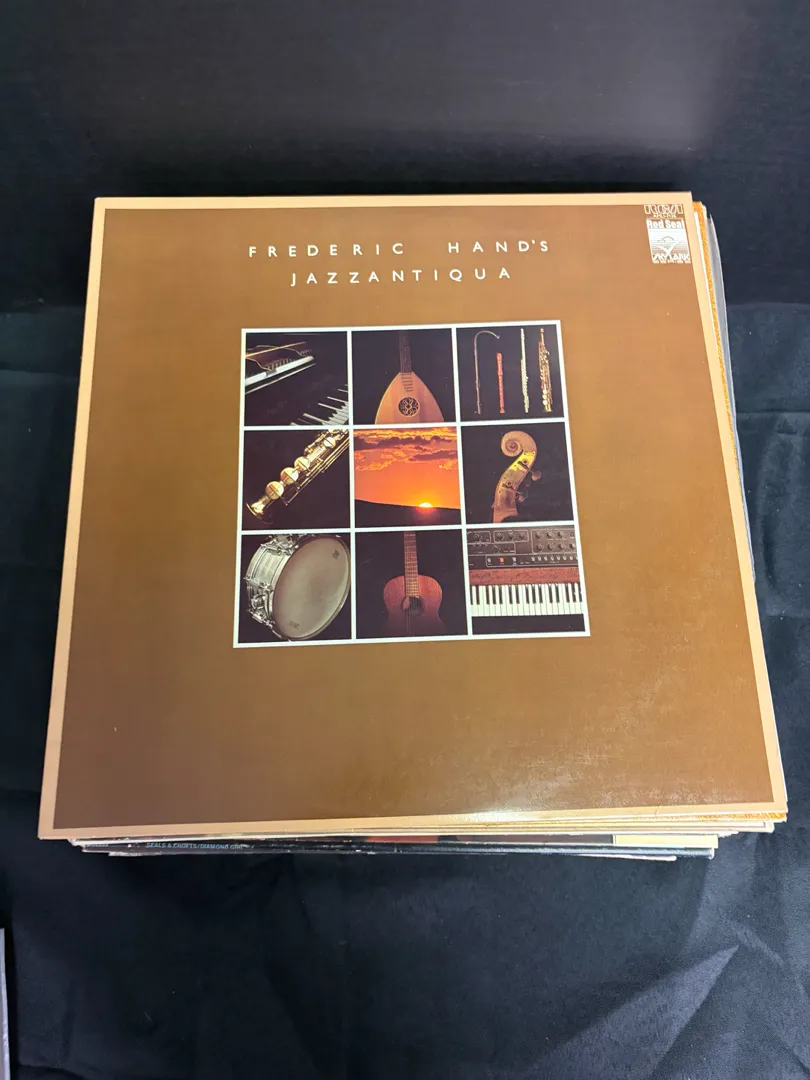 FREDERIC HAND'S
JAZZANTIQUA
RCA
Red Seal
SKYLARK
SEALS & CROFTS/DIAMOND GIRL